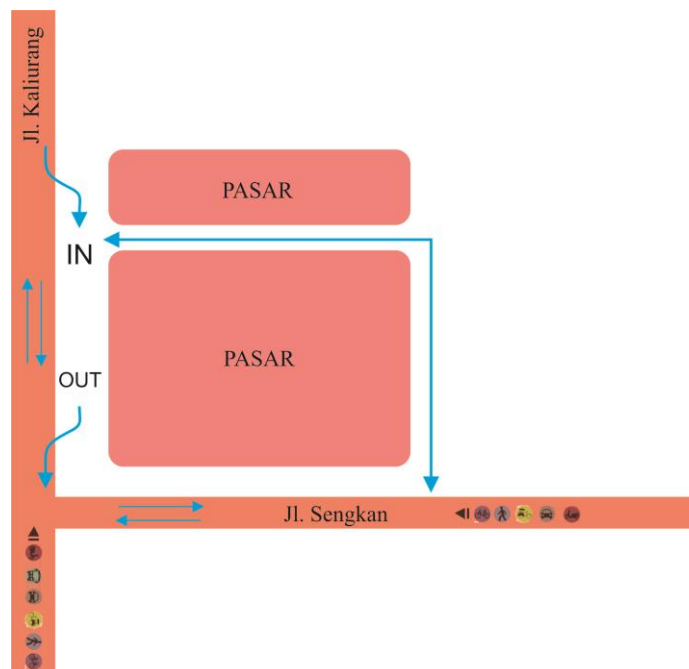 Jl. Kaliurang
PASAR
IN
PASAR
OUT
Jl. Sengkan